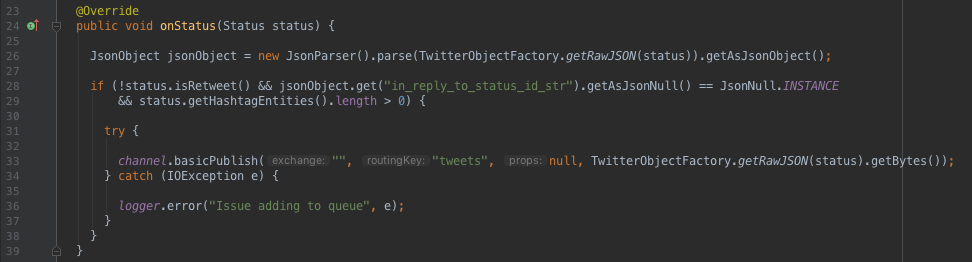 23 @Override
24 public void onStatus(Status status) {
25
26 JsonObject jsonObject = new JsonParser().parse(TwitterObjectFactory.getRawJSON(status)).getAsJsonObject();
27
28 if (!status.isRetweet() && jsonObject.get("in_reply_to_status_id_str").getAsJsonNull() == JsonNull.INSTANCE
29 && status.getHashtagEntities().length > 0) {
30
31 try {
32
33 channel.basicPublish( exchange: "", routingKey: "tweets", props: null, TwitterObjectFactory.getRawJSON(status).getBytes());
34 } catch (IOException e) {
35
36 logger.error("Issue adding to queue", e);
37 }
38 }
39 }